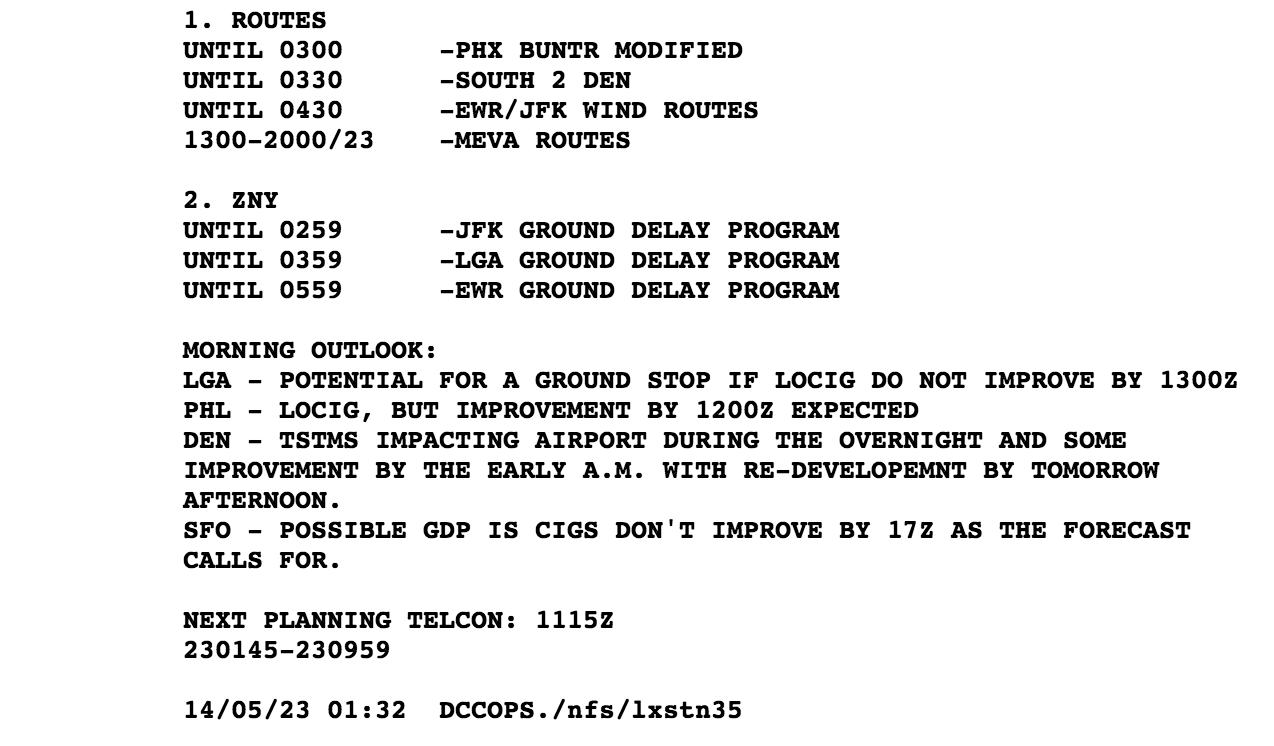 1. ROUTES
UNTIL 0300 -PHX BUNTR MODIFIED
UNTIL 0330 -SOUTH 2 DEN
UNTIL 0430 -EWR/JFK WIND ROUTES
1300-2000/23 -MEVA ROUTES
2. ZNY
UNTIL 0259 -JFK GROUND DELAY PROGRAM
UNTIL 0359 -LGA GROUND DELAY PROGRAM
UNTIL 0559 -EWR GROUND DELAY PROGRAM
MORNING OUTLOOK:
LGA - POTENTIAL FOR A GROUND STOP IF LOCIG DO NOT IMPROVE BY 1300Z
PHL - LOCIG, BUT IMPROVEMENT BY 1200Z EXPECTED
DEN - TSTMS IMPACTING AIRPORT DURING THE OVERNIGHT AND SOME
IMPROVEMENT BY THE EARLY A.M. WITH RE-DEVELOPEMNT BY TOMORROW
AFTERNOON.
SFO - POSSIBLE GDP IS CIGS DON'T IMPROVE BY 17Z AS THE FORECAST
CALLS FOR.
NEXT PLANNING TELCON: 1115Z
230145-230959
14/05/23 01:32 DCCOPS./nfs/lxstn35